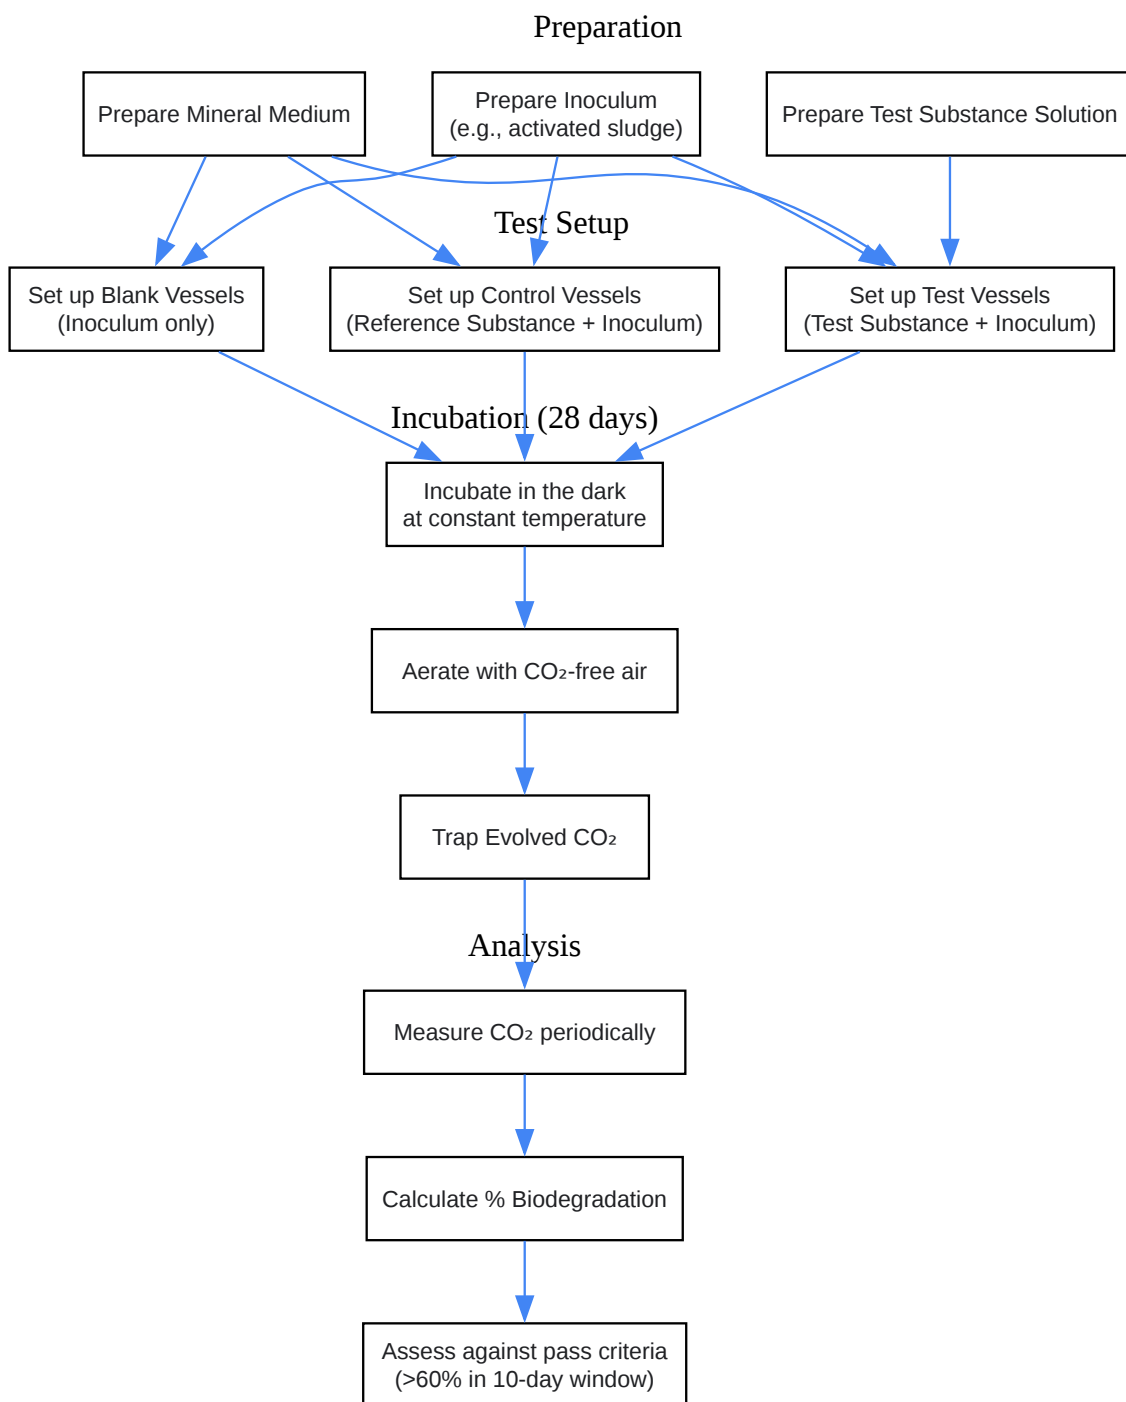 Preparation
Prepare Mineral Medium
Prepare Inoculum
(e.g., activated sludge)
Prepare Test Substance Solution
Test Setup
Set up Blank Vessels
(Inoculum only)
Set up Control Vessels
(Reference Substance + Inoculum)
Set up Test Vessels
(Test Substance + Inoculum)
Incubation (28 days)
Incubate in the dark
at constant temperature
Aerate with CO₂-free air
Trap Evolved CO₂
Analysis
Measure CO₂ periodically
Calculate % Biodegradation
Assess against pass criteria
(>60% in 10-day window)